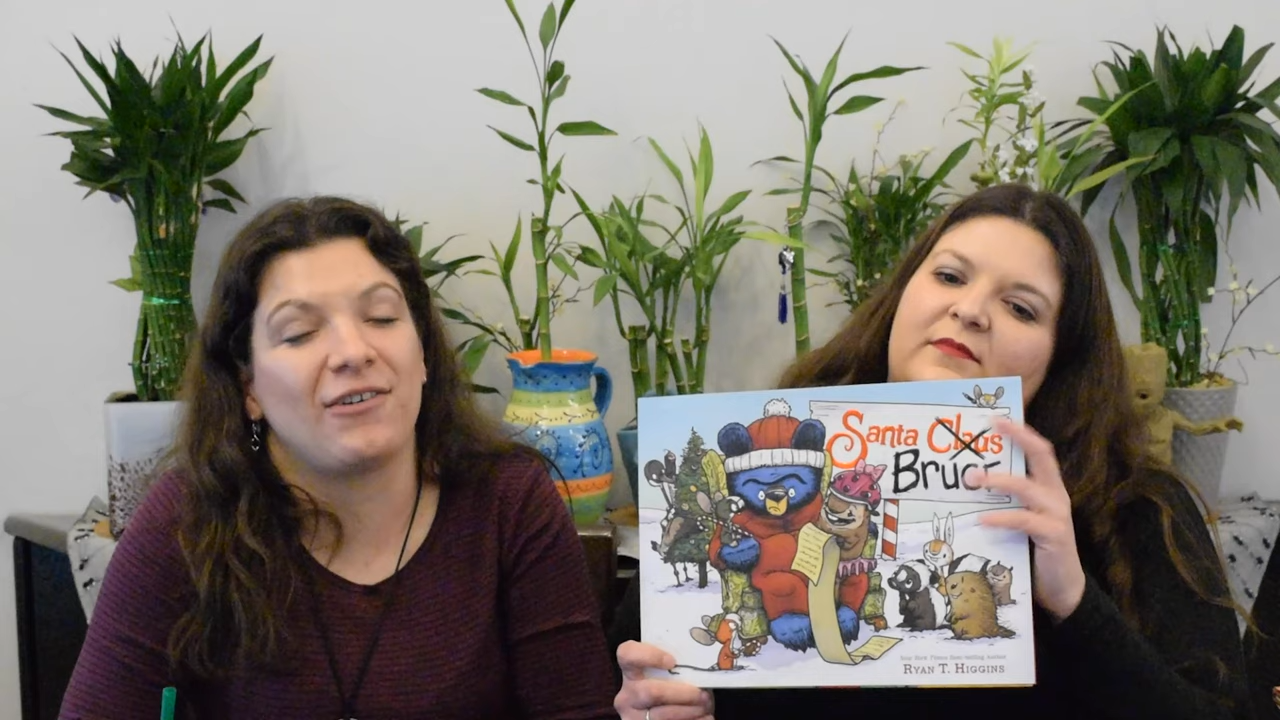 Santa Claus
Bruce
New York Times best-selling author
RYAN T. HIGGINS